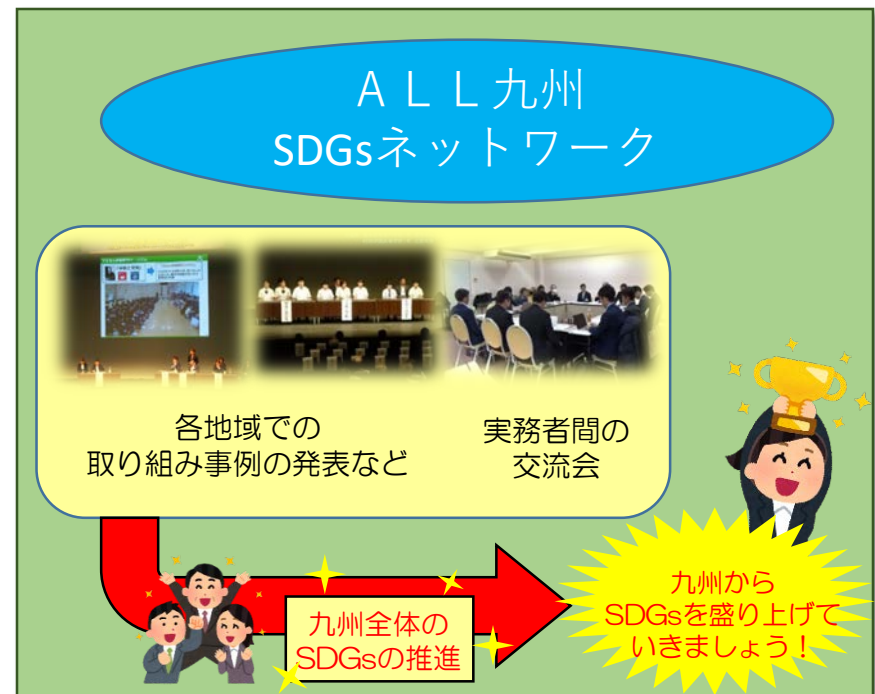 ＡＬＬ九州
SDGsネットワーク
各地域での
取り組み事例の発表など
実務者間の
交流会
九州全体の
SDGsの推進
九州から
SDGsを盛り上げて
いきましょう！